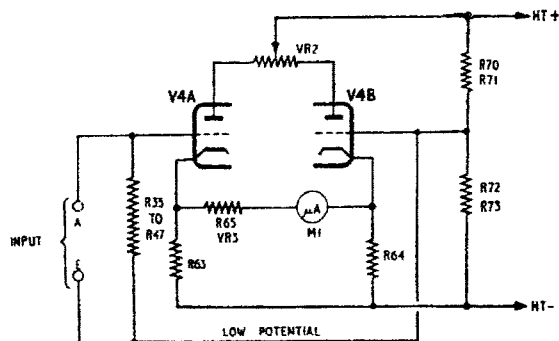 HT+
VR2
R70
R71
V4A
V4B
R35
TO
R47
A
INPUT
E
R65
VR3
μA
M1
R72
R73
R63
R64
HT-
LOW POTENTIAL